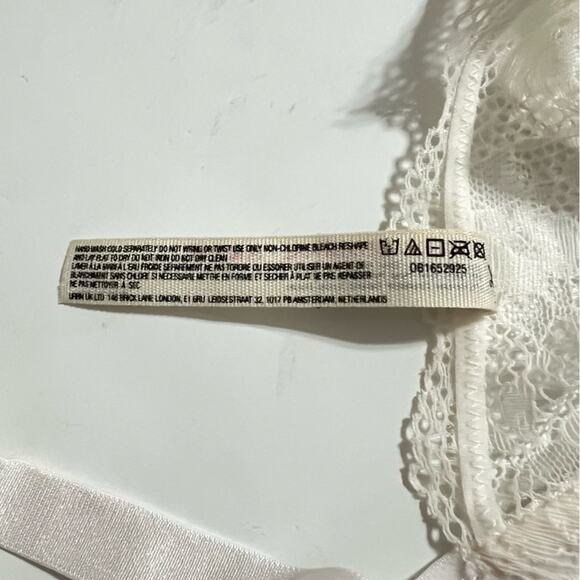 HAND WASH COLD SEPARATELY DO NOT WRING OR TWIST USE ONLY NON-CHLORINE BLEACH RESHAPE
AND LAY FLAT TO DRY DO NOT IRON DO NOT DRY CLEAN
LAVER À LA MAIN À L'EAU FROIDE SÉPARÉMENT NE PAS TORDRE OU ESSORER UTILISER UN AGENT DE
BLANCHIMENT SANS CHLORE SI NÉCESSAIRE METTRE EN FORME ET SÉCHER À PLAT NE PAS REPASSER
NE PAS NETTOYER À SEC
URBN UK LTD 146 BRICK LANE LONDON, E1 6RU LEIDSESTRAAT 32, 1017 PB AMSTERDAM, NETHERLANDS
OB1652925